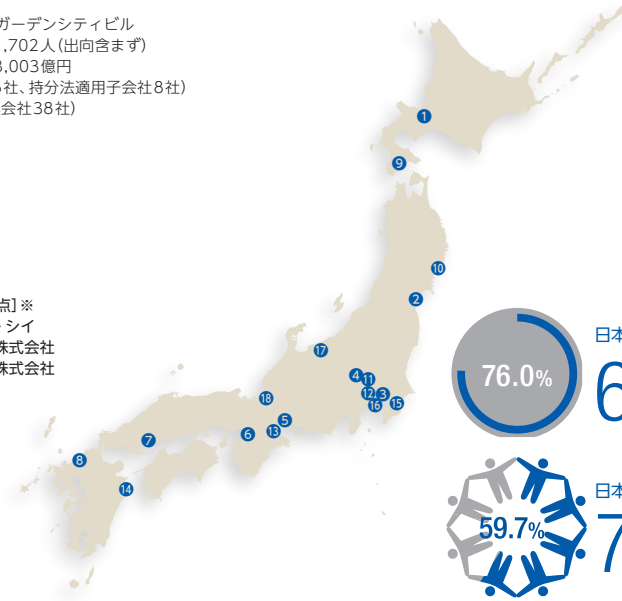 ガーデンシティビル
,702人(出向含まず)
,003億円
社、持分法適用子会社8社)
会社38社)
1
9
10
2
点]※
・シイ
株式会社
株式会社
17
4
11
12
3
16
15
18
5
13
6
7
8
14
76.0%
日本
6
59.7%
日本
7